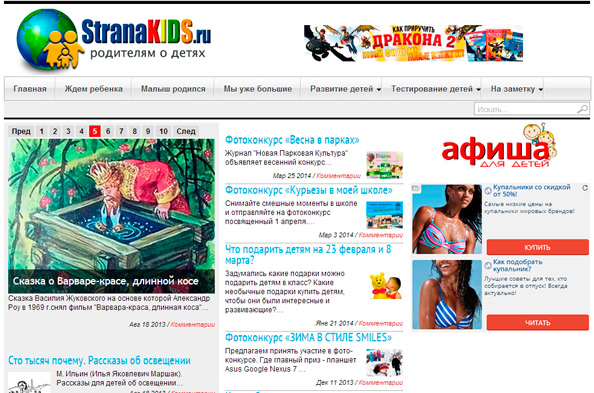 StranaKIDS.ru
родителям о детях
КАК ПРИРУЧИТЬ
ДРАКОНА 2
Главная Ждем ребенка Малыш родился Мы уже большие Развитие детей Тестирование детей На заметку
Искать...
Пред 1 2 3 4 5 6 7 8 9 10 След
Сказка о Варваре-красе, длинной косе
Сказка Василия Жуковского на основе которой Александр
Роу в 1969 г.снял фильм "Варвара-краса, длинная коса"...
Авг 18 2013 / Комментарии
Сто тысяч почему. Рассказы об освещении
М. Ильин (Илья Яковлевич Маршак).
Рассказы для детей об освещении...
Авг 18 2013 / Комментарии
Фотоконкурс «Весна в парках»
Журнал "Новая Парковая Культура"
объявляет весенний конкурс...
Мар 25 2014 / Комментарии
Фотоконкурс «Курьезы в моей школе»
Снимайте смешные моменты в школе
и отправляйте на фотоконкурс
посвященный 1 апреля....
Мар 3 2014 / Комментарии
Что подарить детям на 23 февраля и 8
марта?
Задумались какие подарки можно
подарить детям в класс? Какие
необычные подарки купить детям,
чтобы они были интересные и
развивающие?...
Янв 21 2014 / Комментарии
Фотоконкурс «ЗИМА В СТИЛЕ SMILES»
Предлагаем принять участие в фото-
конкурсе. Где главный приз - планшет
Asus Google Nexus 7 ...
Дек 11 2013 / Комментарии
афиша
ДЛЯ ДЕТЕЙ
Купальники со скидкой
от 50%!
Самые низкие цены на
купальники мировых брендов!
КУПИТЬ
Как подобрать
купальник?
Лучшие советы для тех, кто
собирается в отпуск! Всегда
актуально!
ЧИТАТЬ